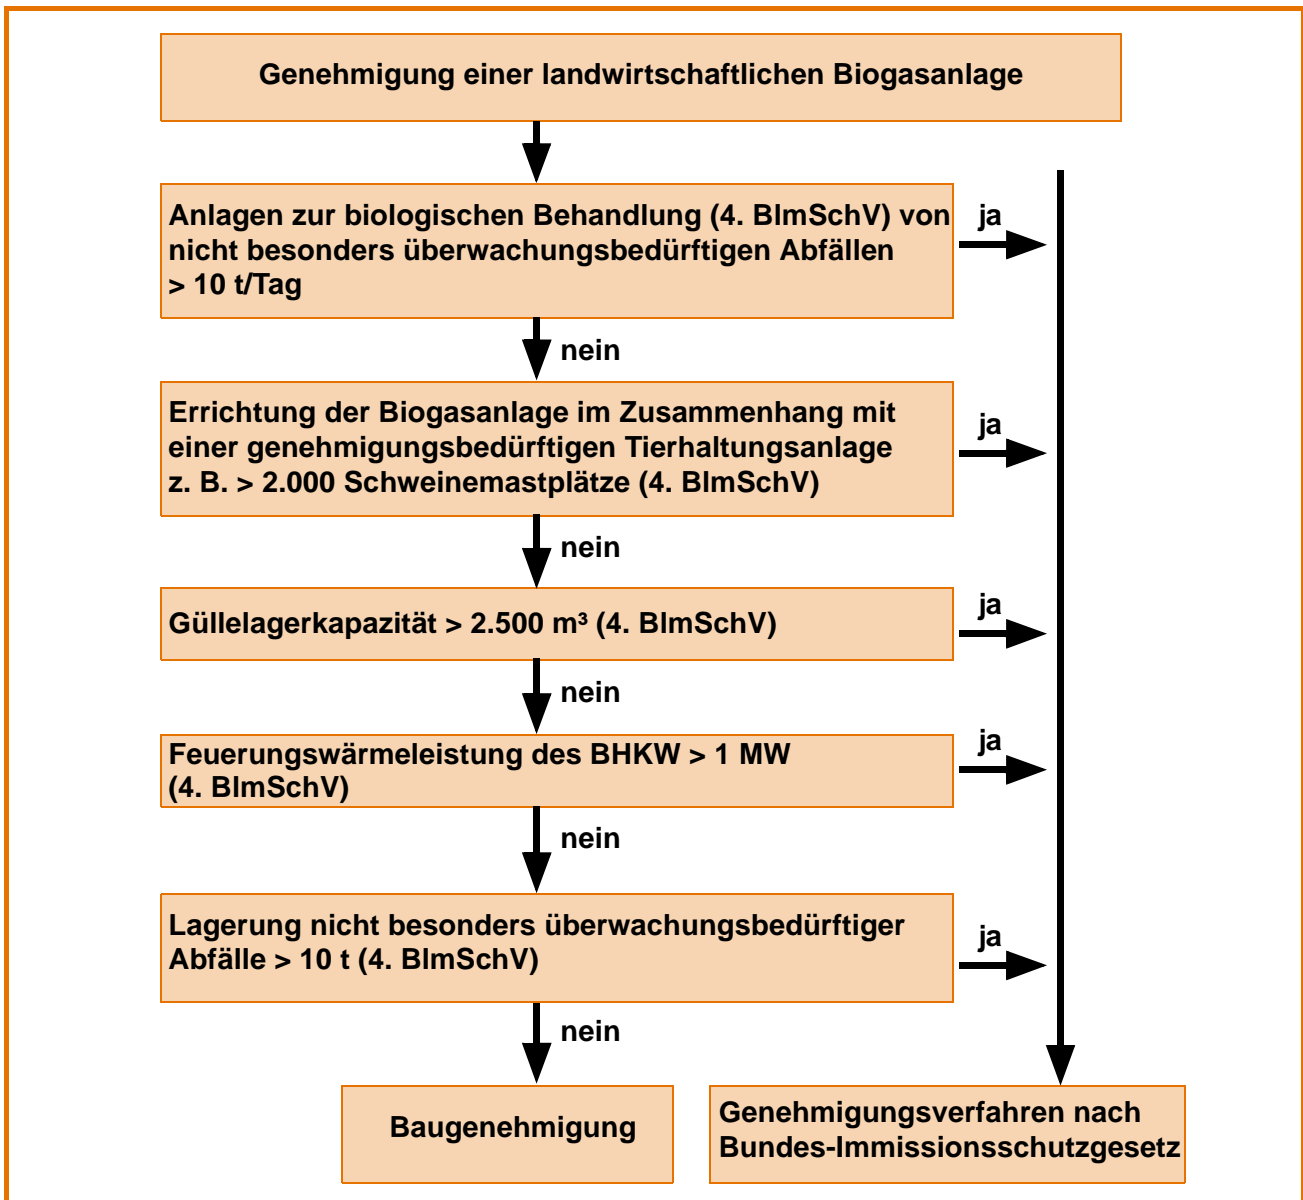 Genehmigung einer landwirtschaftlichen Biogasanlage
Anlagen zur biologischen Behandlung (4. BImSchV) von
nicht besonders überwachungsbedürftigen Abfällen
> 10 t/Tag
ja
nein
Errichtung der Biogasanlage im Zusammenhang mit
einer genehmigungsbedürftigen Tierhaltungsanlage
z. B. > 2.000 Schweinemastplätze (4. BImSchV)
ja
nein
Güllelagerkapazität > 2.500 m³ (4. BImSchV)
ja
nein
Feuerungswärmeleistung des BHKW > 1 MW
(4. BImSchV)
ja
nein
Lagerung nicht besonders überwachungsbedürftiger
Abfälle > 10 t (4. BImSchV)
ja
nein
Baugenehmigung
Genehmigungsverfahren nach
Bundes-Immissionsschutzgesetz